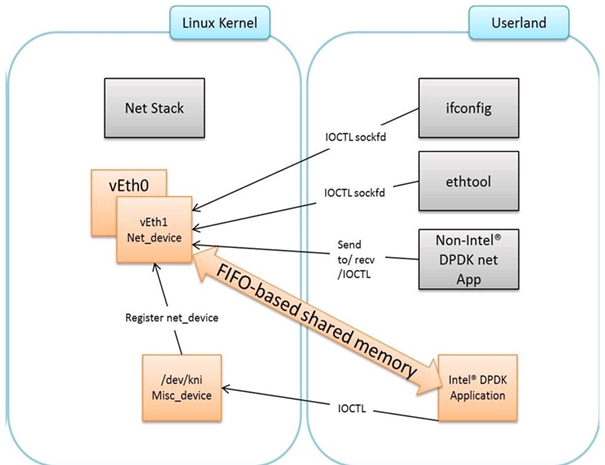 Linux Kernel
Userland
Net Stack
ifconfig
IOCTL sockfd
vEth0
ethtool
IOCTL sockfd
vEth1
Net_device
Send
to/ recv
/IOCTL
Non-Intel®
DPDK net
App
FIFO-based shared memory
Register net_device
/dev/kni
Misc_device
IOCTL
Intel® DPDK
Application